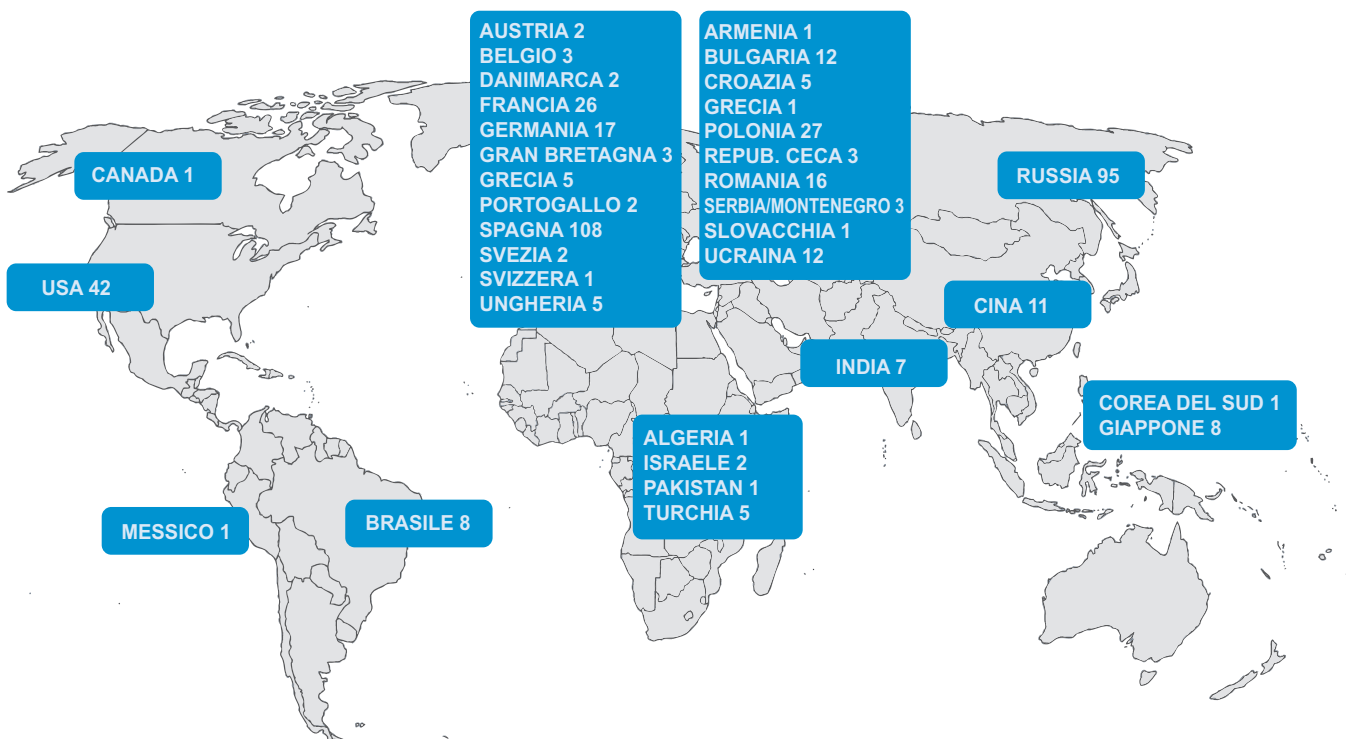 AUSTRIA 2
BELGIO 3
DANIMARCA 2
FRANCIA 26
GERMANIA 17
GRAN BRETAGNA 3
GRECIA 5
PORTOGALLO 2
SPAGNA 108
SVEZIA 2
SVIZZERA 1
UNGHERIA 5
ARMENIA 1
BULGARIA 12
CROAZIA 5
GRECIA 1
POLONIA 27
REPUB. CECA 3
ROMANIA 16
SERBIA/MONTENEGRO 3
SLOVACCHIA 1
UCRAINA 12
CANADA 1
RUSSIA 95
USA 42
CINA 11
INDIA 7
COREA DEL SUD 1
GIAPPONE 8
ALGERIA 1
ISRAELE 2
PAKISTAN 1
TURCHIA 5
MESSICO 1
BRASILE 8